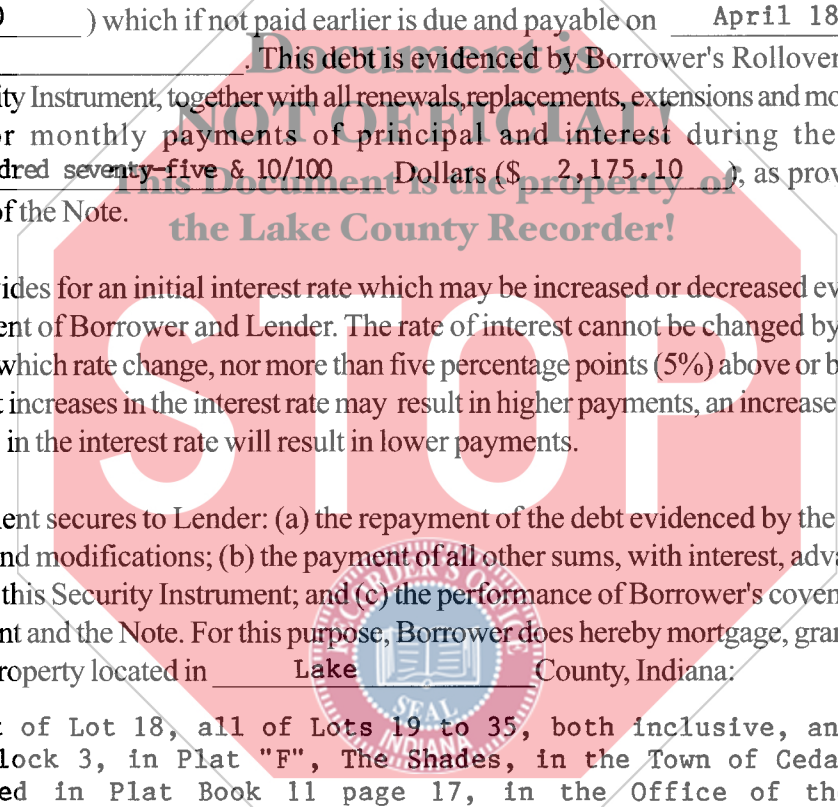 ) which if not paid earlier is due and payable on April 18
Document is
. This debt is evidenced by Borrower's Rollover
ity Instrument, together with all renewals, replacements, extensions and mo
NOT OFFICIAL!
or monthly payments of principal and interest during the
dred seventy-five & 10/100 Dollars ($ 2,175.10 ), as prov
This Document is the property of
of the Note.
the Lake County Recorder!
ides for an initial interest rate which may be increased or decreased ev
ent of Borrower and Lender. The rate of interest cannot be changed by
which rate change, nor more than five percentage points (5%) above or b
t increases in the interest rate may result in higher payments, an increase
in the interest rate will result in lower payments.
STOP
ent secures to Lender: (a) the repayment of the debt evidenced by the
nd modifications; (b) the payment of all other sums, with interest, adva
this Security Instrument; and (c) the performance of Borrower's coven
nt and the Note. For this purpose, Borrower does hereby mortgage, gran
roperty located in Lake County, Indiana:
RECORDER'S OFFICE
SEAL
INDIANA
t of Lot 18, all of Lots 19 to 35, both inclusive, an
lock 3, in Plat "F", The Shades, in the Town of Ceda
ed in Plat Book 11 page 17, in the Office of th